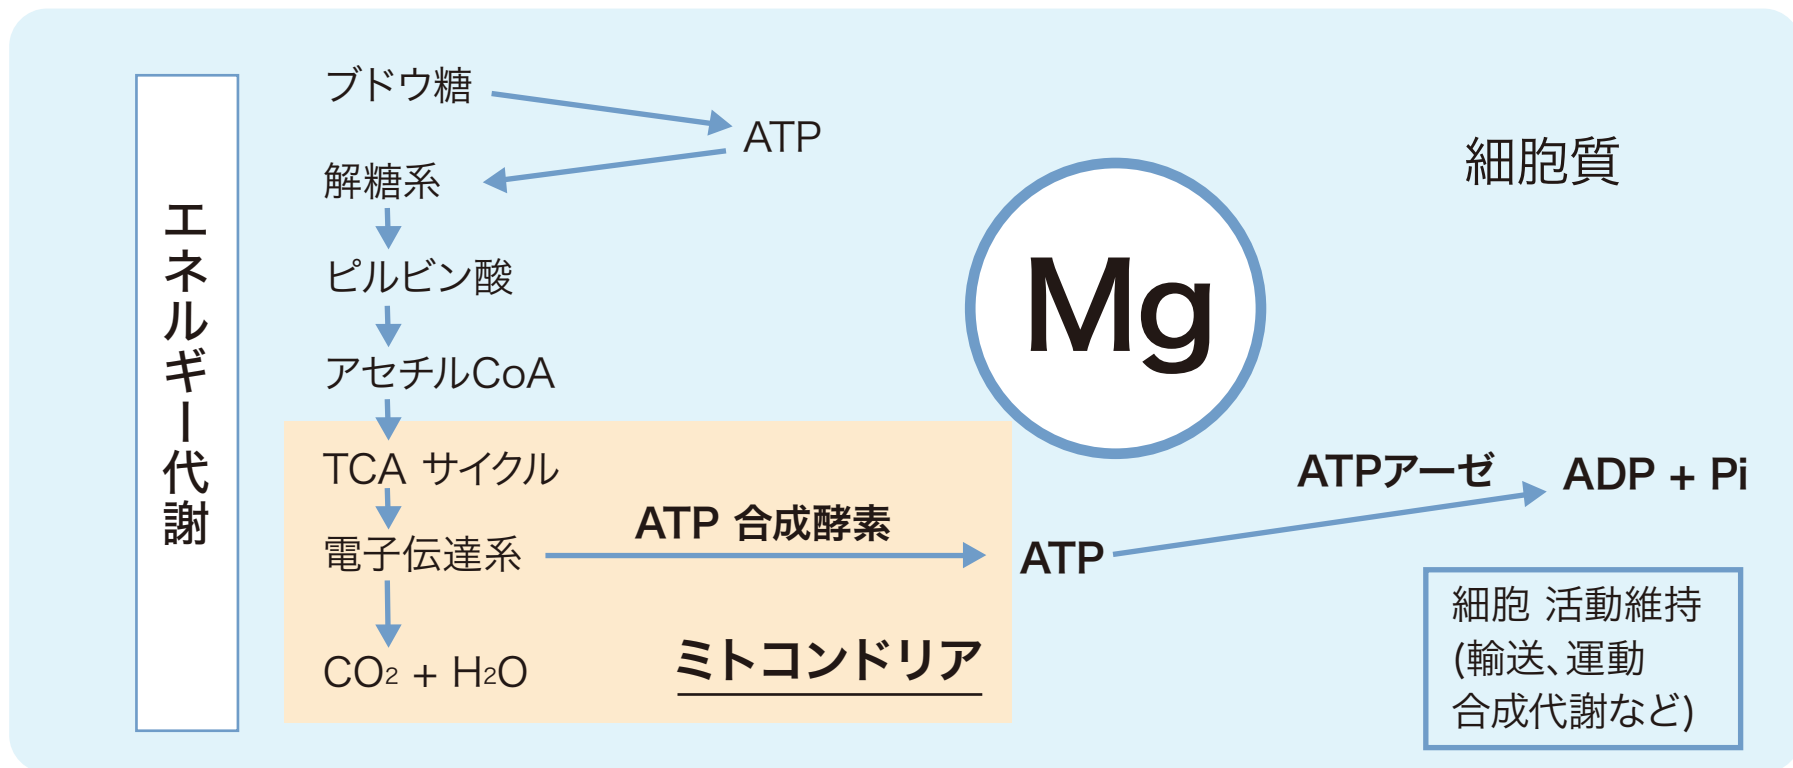 エネルギー代謝
ブドウ糖
ATP
解糖系
ピルビン酸
アセチルCoA
TCA サイクル
電子伝達系
CO2 + H2O
ATP 合成酵素
ミトコンドリア
Mg
細胞質
ATP
ATPアーゼ
ADP + Pi
細胞 活動維持
(輸送、運動
合成代謝など)